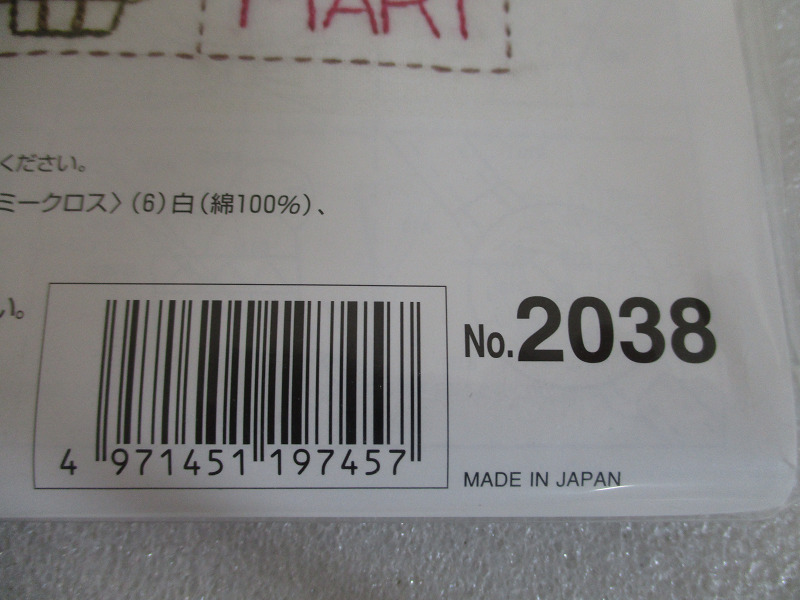 MART
ください。
ミークロス〉(6)白(綿100%)、
い。
No.2038
4 971451 197457
MADE IN JAPAN